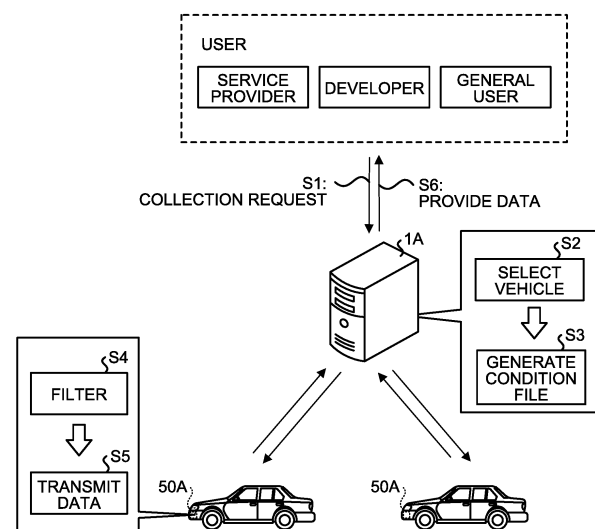 USER
SERVICE
PROVIDER
DEVELOPER
GENERAL
USER
S1:
COLLECTION REQUEST
S6:
PROVIDE DATA
1A
S2
SELECT
VEHICLE
S3
GENERATE
CONDITION
FILE
S4
FILTER
S5
TRANSMIT
DATA
50A
50A